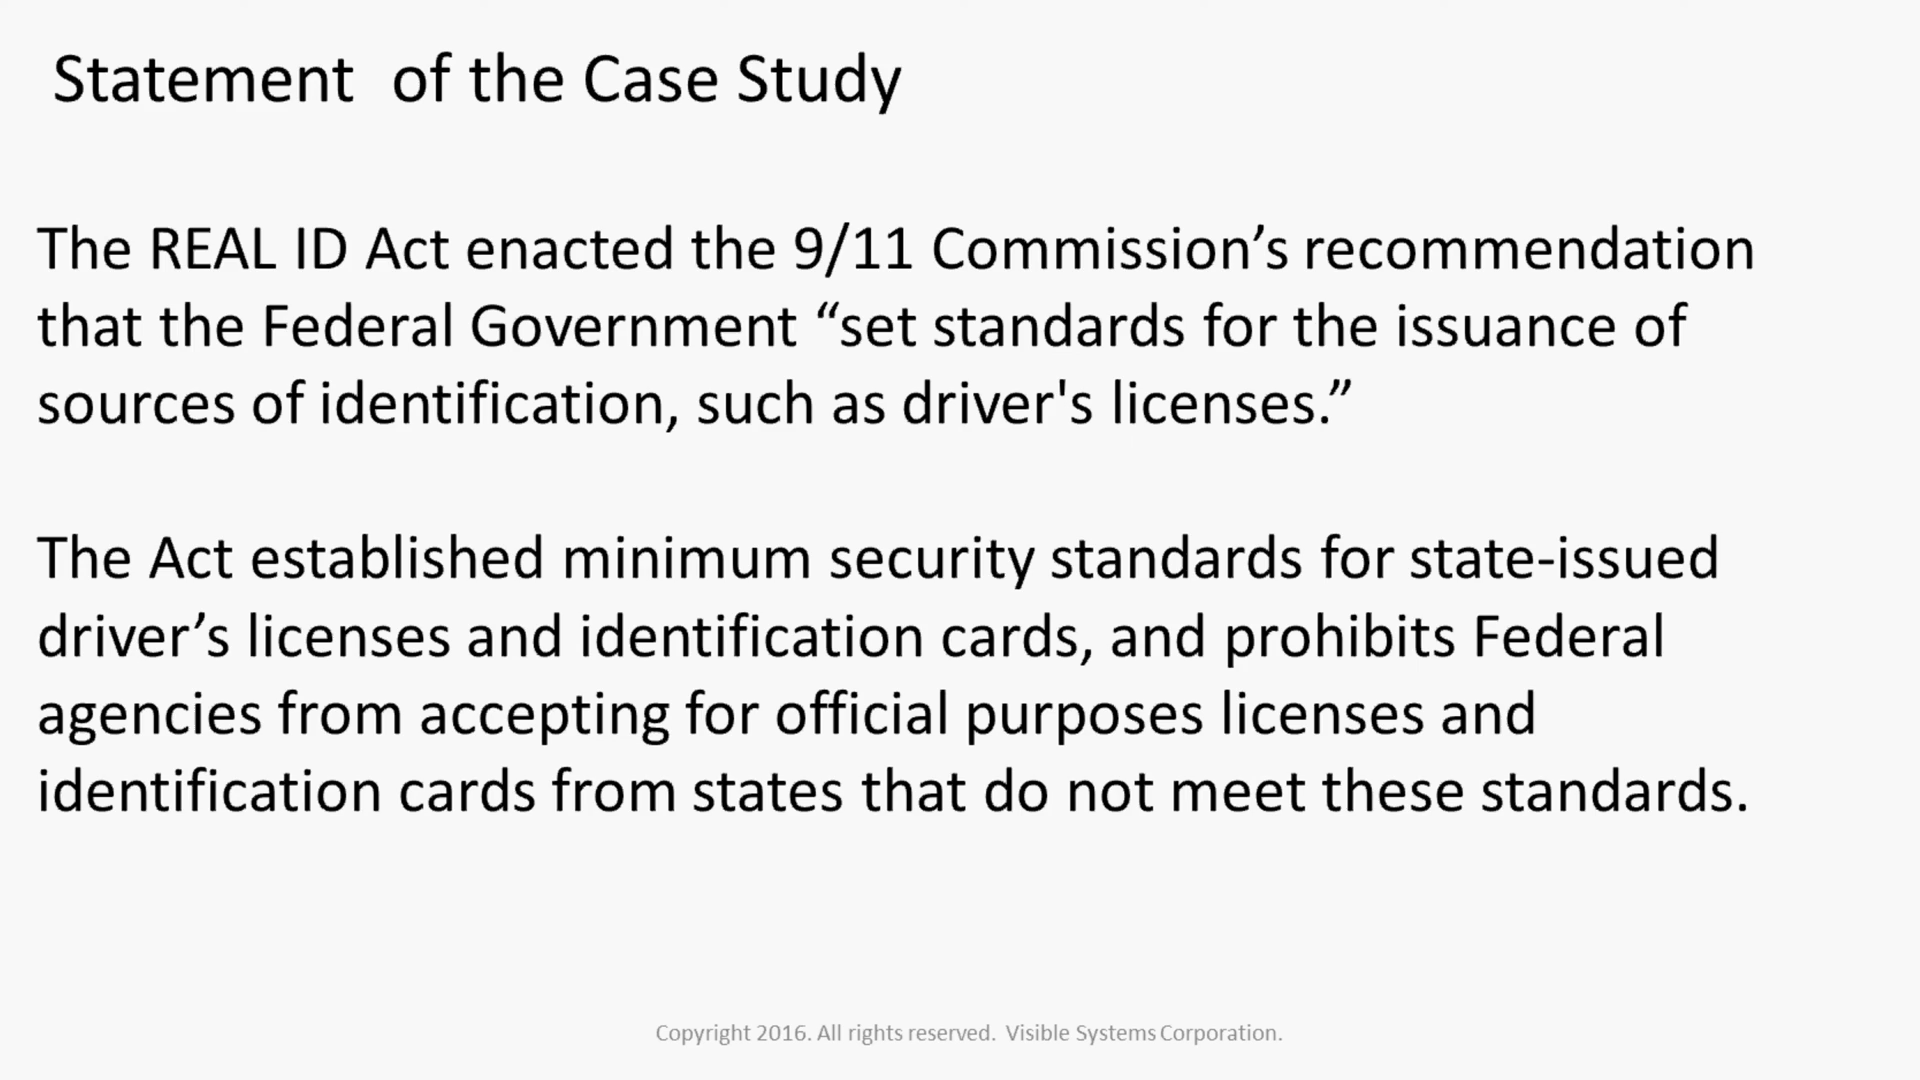 Statement  of the Case Study
The REAL ID Act enacted the 9/11 Commission’s recommendation
that the Federal Government “set standards for the issuance of
sources of identification, such as driver's licenses.”
The Act established minimum security standards for state-issued
driver’s licenses and identification cards, and prohibits Federal
agencies from accepting for official purposes licenses and
identification cards from states that do not meet these standards.
Copyright 2016. All rights reserved.  Visible Systems Corporation.